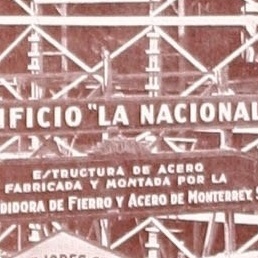 IFICIO "LA NACIONAL
ESTRUCTURA DE ACERO
FABRICADA Y MONTADA POR LA
DIDORA DE FIERRO Y ACERO DE MONTERREY, S